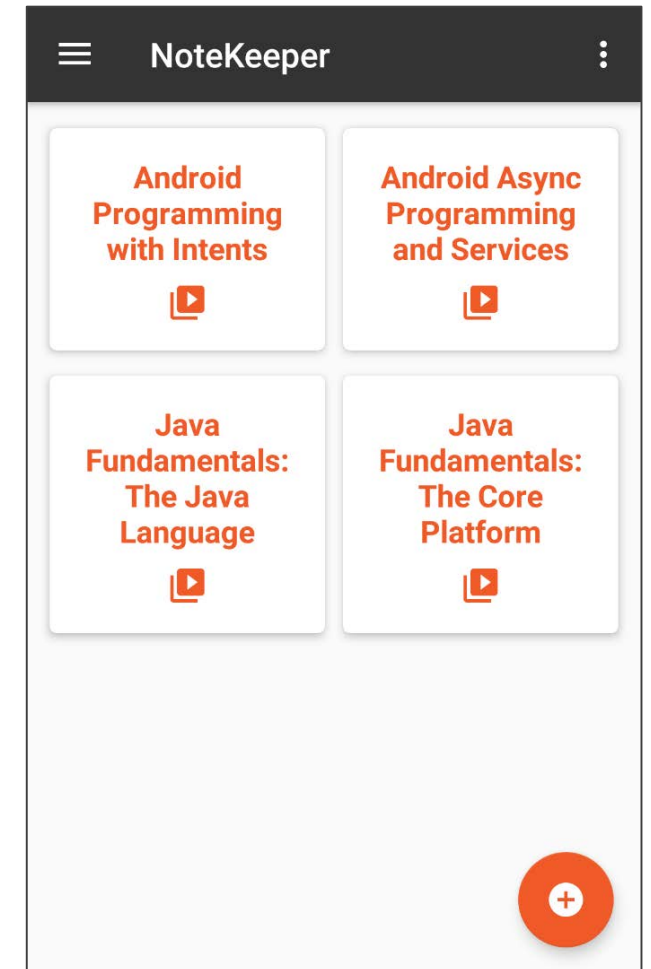 NoteKeeper
Android
Programming
with Intents
Android Async
Programming
and Services
Java
Fundamentals:
The Java
Language
Java
Fundamentals:
The Core
Platform